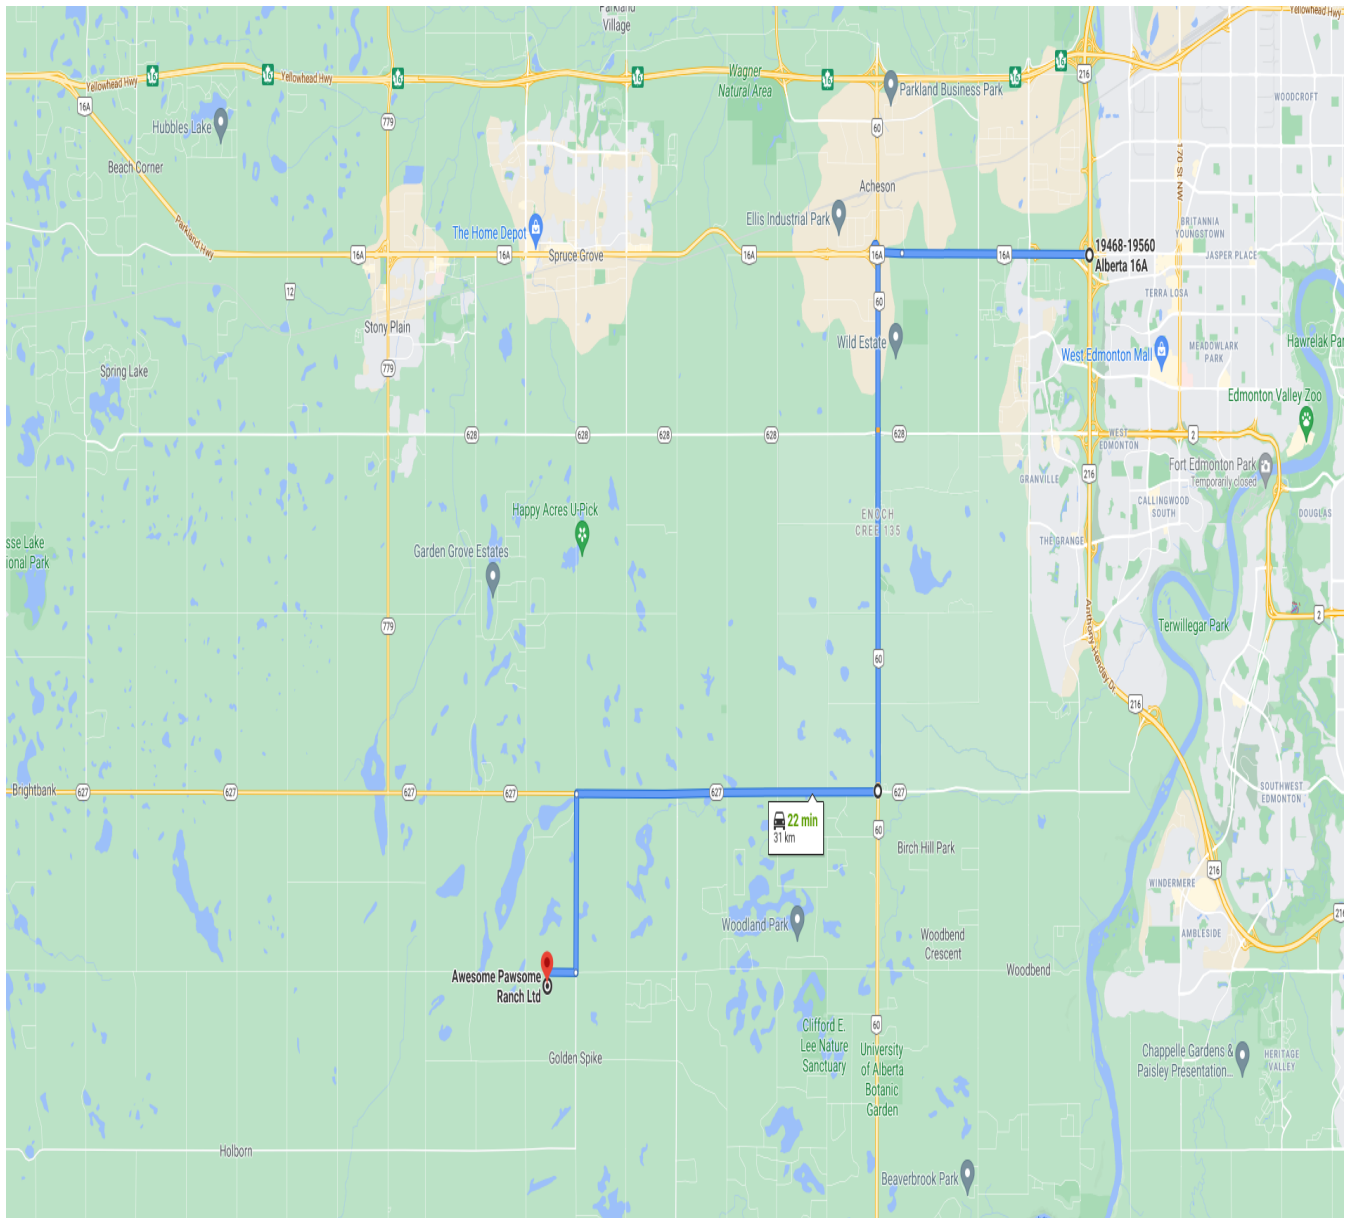 Parkland
Village
Yellowhead Hwy
16
16
16
16
16
16
16
Yellowhead Hwy
Yellowhead Hwy
Wagner
Natural Area
216
Parkland Business Park
WOODCROFT
16A
Hubbles Lake
779
60
170 St NW
Beach Corner
Acheson
Ellis Industrial Park
BRITANNIA
YOUNGSTOWN
Parkland Hwy
The Home Depot
19468-19560
Alberta 16A
16A
16A
Spruce Grove
16A
16A
16A
JASPER PLACE
12
TERRA LOSA
60
Stony Plain
Wild Estate
West Edmonton Mall
MEADOWLARK
PARK
Hawrelak Par
779
Spring Lake
Edmonton Valley Zoo
628
628
628
628
628
WEST
EDMONTON
2
Fort Edmonton Park
Temporarily closed
216
GRANVILLE
CALLINGWOOD
SOUTH
Happy Acres U-Pick
ENOCH
CREE 135
DOUGLAS
sse Lake
ional Park
THE GRANGE
Garden Grove Estates
779
Anthony Henday Dr
2
Terwillegar Park
60
216
Brightbank
627
627
627
627
627
627
SOUTHWEST
EDMONTON
22 min
31 km
60
Birch Hill Park
216
WINDERMERE
Woodland Park
216
Woodbend
Crescent
AMBLESIDE
Woodbend
Awesome Pawsome
Ranch Ltd
60
Clifford E.
Lee Nature
Sanctuary
University
of Alberta
Botanic
Garden
Golden Spike
Chappelle Gardens &
Paisley Presentation...
HERITAGE
VALLEY
Holborn
Beaverbrook Park